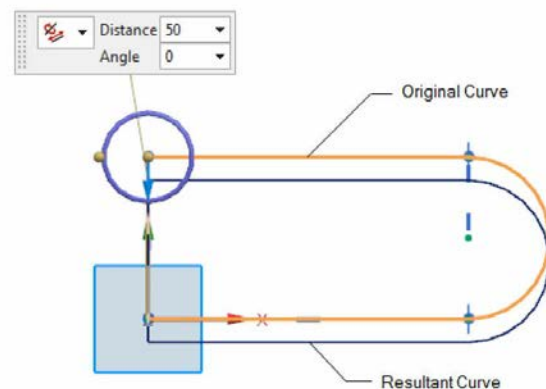 Distance 50
Angle 0
Original Curve
X
Resultant Curve